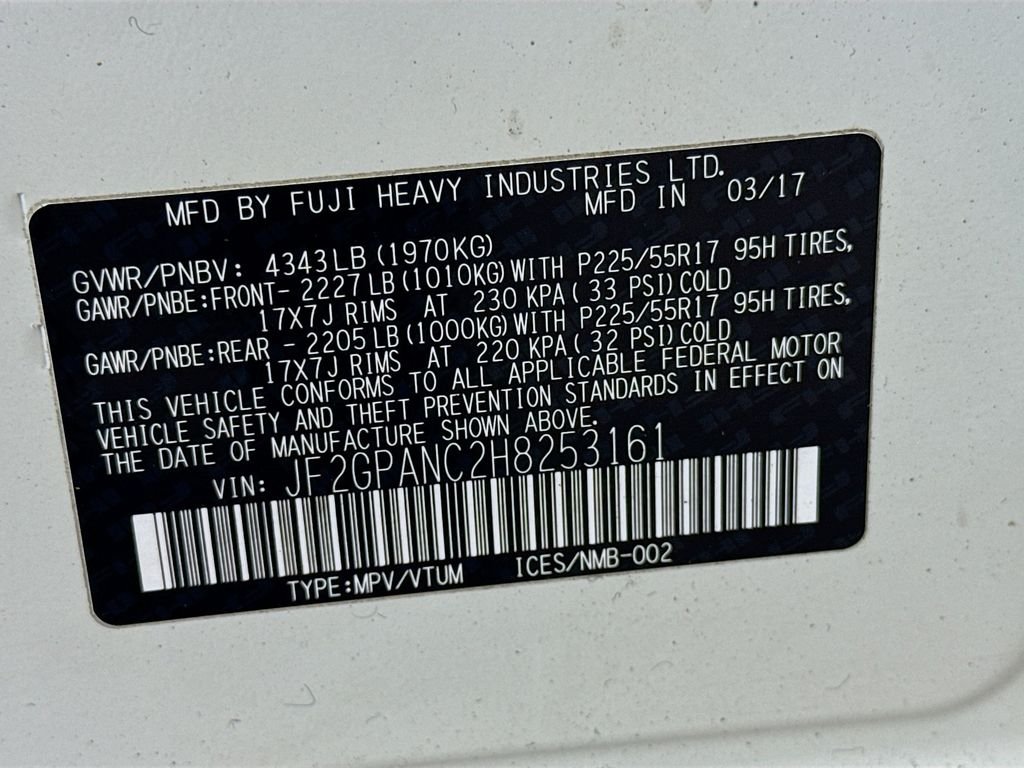 MFD BY FUJI HEAVY INDUSTRIES LTD.
MFD IN 03/17
GVWR/PNBV: 4343LB (1970KG)
GAWR/PNBE:FRONT- 2227LB (1010KG)WITH P225/55R17 95H TIRES,
17X7J RIMS AT 230 KPA( 33 PSI)COLD
GAWR/PNBE:REAR - 2205LB (1000KG)WITH P225/55R17 95H TIRES,
17X7J RIMS AT 220 KPA( 32 PSI)COLD
THIS VEHICLE CONFORMS TO ALL APPLICABLE FEDERAL MOTOR
VEHICLE SAFETY AND THEFT PREVENTION STANDARDS IN EFFECT ON
THE DATE OF MANUFACTURE SHOWN ABOVE.
VIN: JF2GPANC2H8253161
TYPE:MPV/VTUM ICES/NMB-002